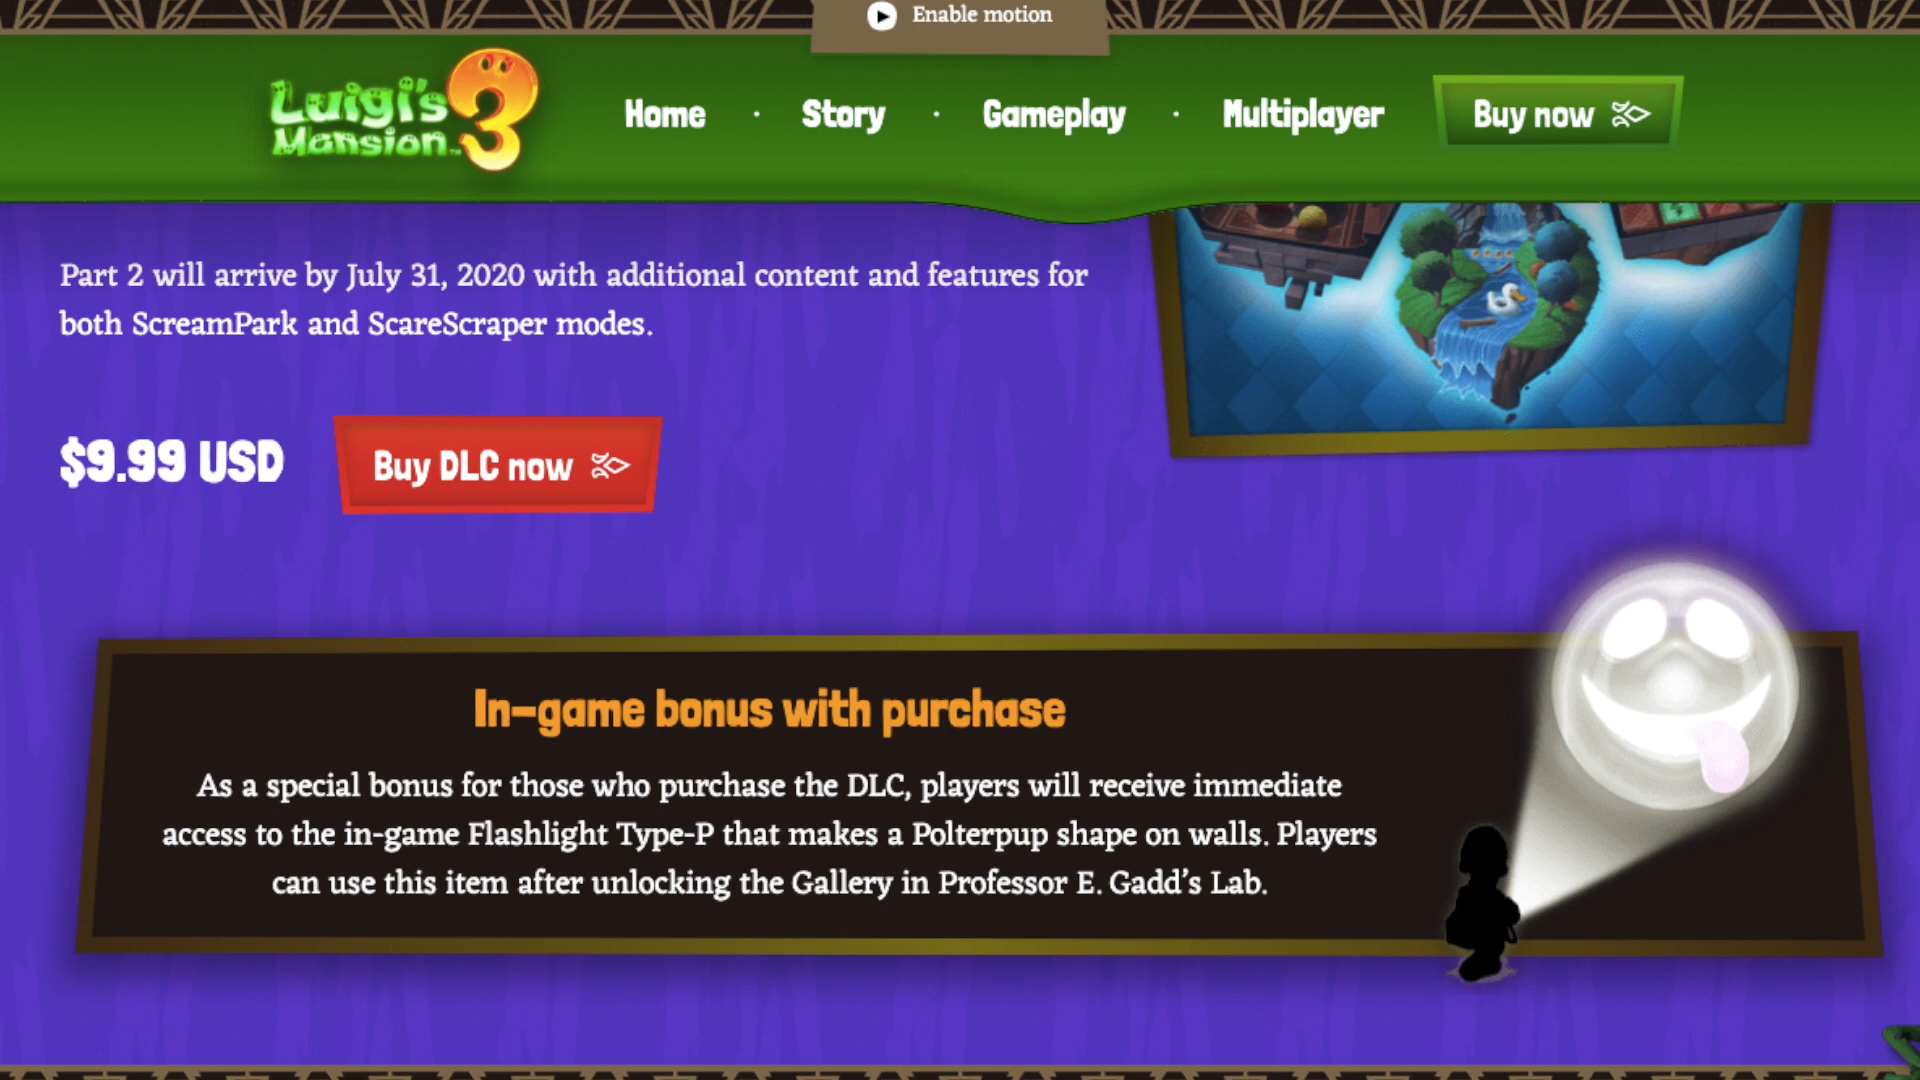 Enable motion
Luigi's
Mansion™ 3
Home · Story · Gameplay · Multiplayer
Buy now
Part 2 will arrive by July 31, 2020 with additional content and features for
both ScreamPark and ScareScraper modes.
$9.99 USD
Buy DLC now
In-game bonus with purchase
As a special bonus for those who purchase the DLC, players will receive immediate
access to the in-game Flashlight Type-P that makes a Polterpup shape on walls. Players
can use this item after unlocking the Gallery in Professor E. Gadd’s Lab.